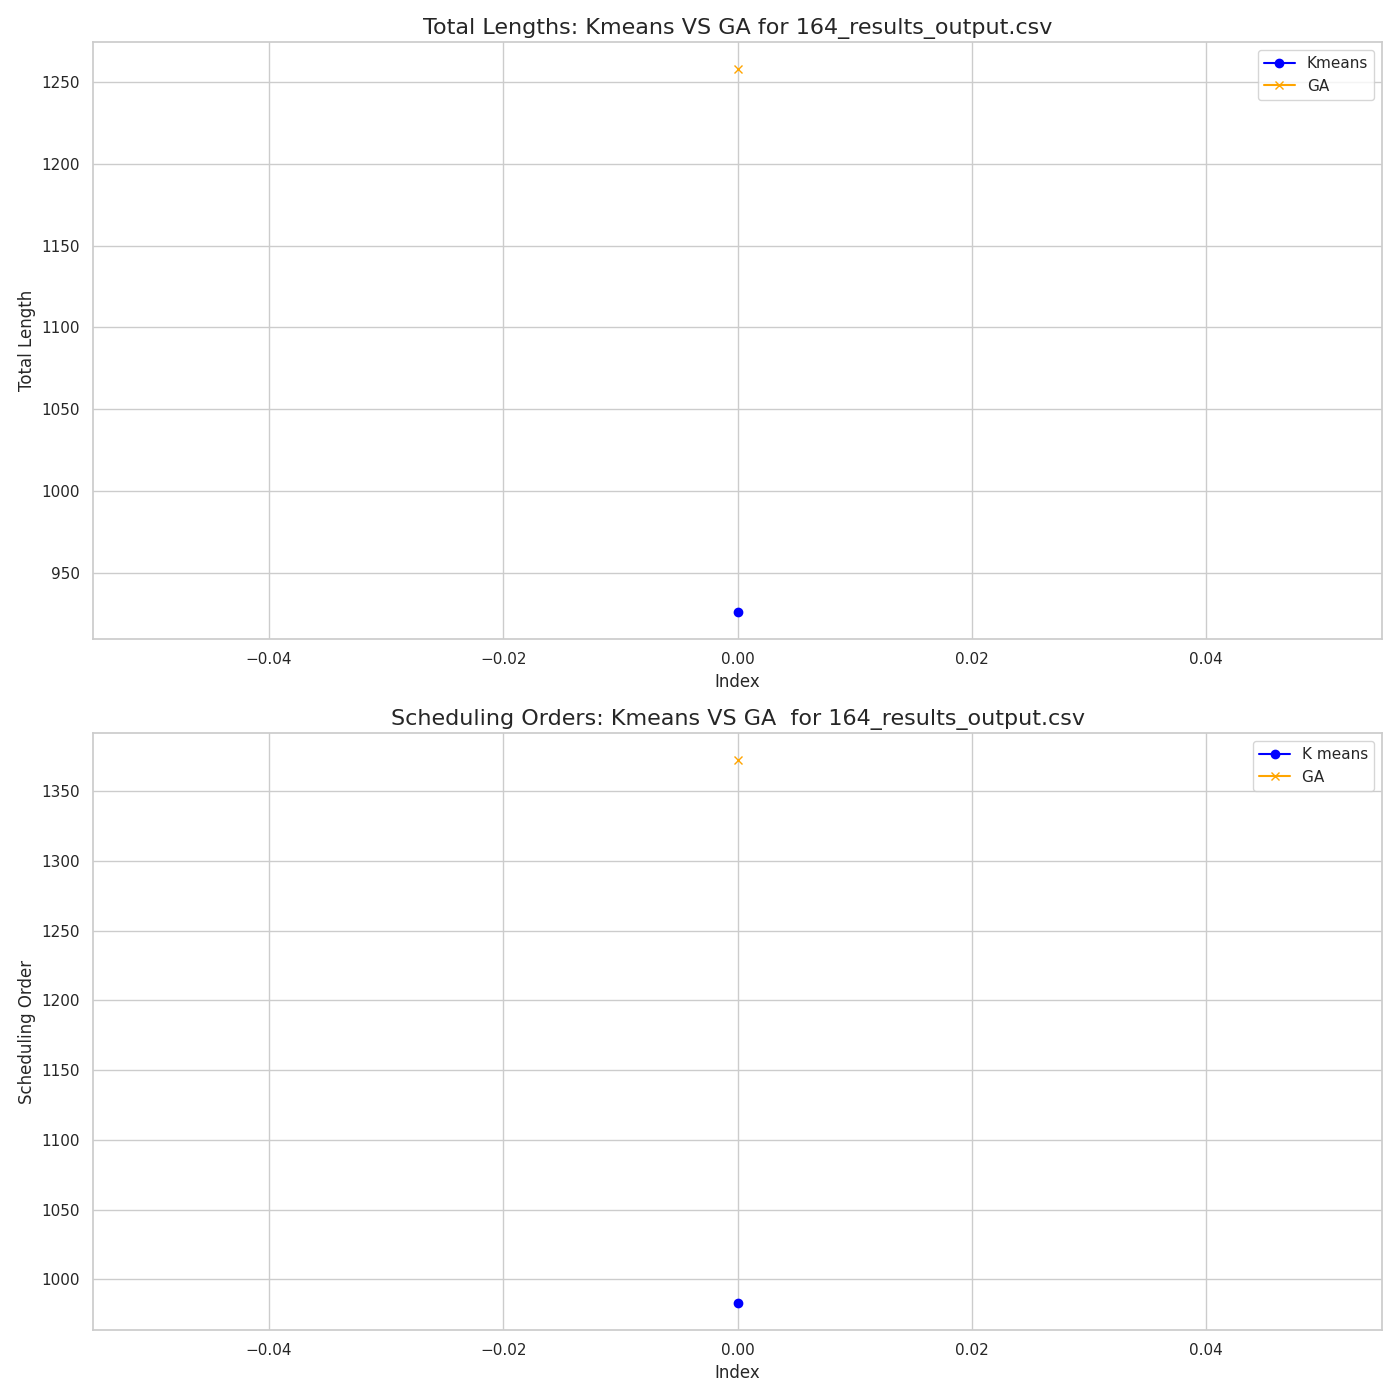 Total Lengths: Kmeans VS GA for 164_results_output.csv
Kmeans
GA
1250
1200
1150
1100
1050
1000
950
Total Length
−0.04
−0.02
0.00
0.02
0.04
Index
Scheduling Orders: Kmeans VS GA  for 164_results_output.csv
K means
GA
1350
1300
1250
1200
1150
1100
1050
1000
Scheduling Order
−0.04
−0.02
0.00
0.02
0.04
Index